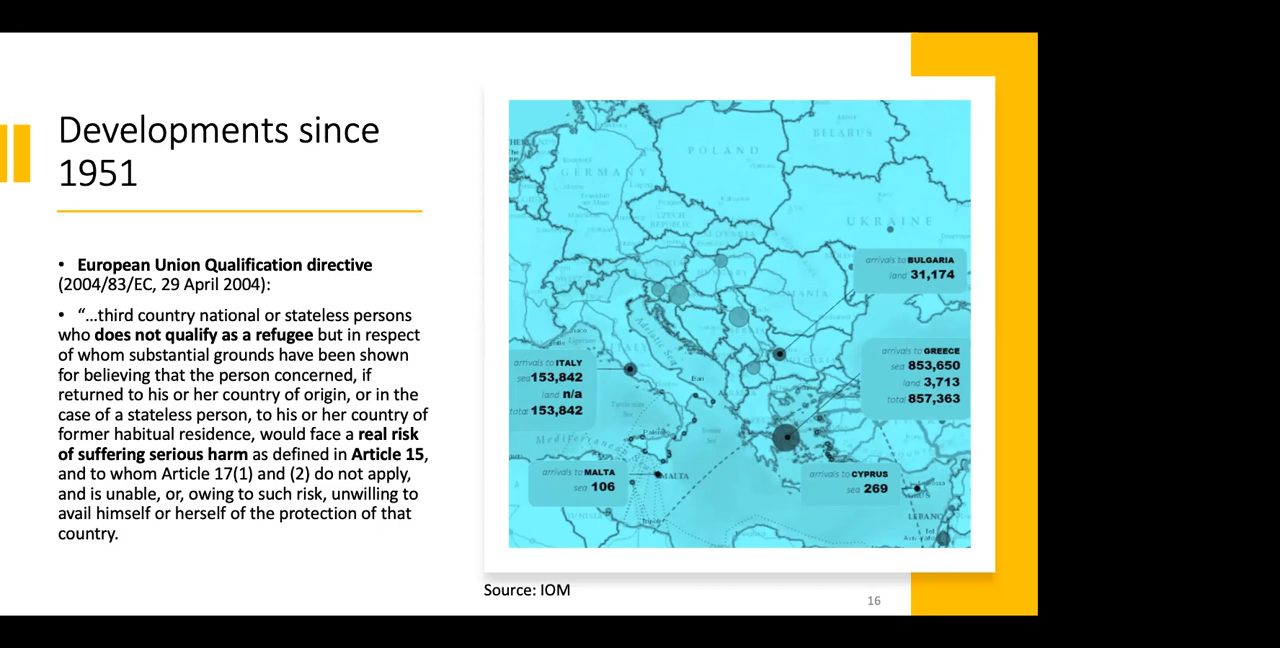 Developments since
1951
• European Union Qualification directive
(2004/83/EC, 29 April 2004):
• “...third country national or stateless persons
who does not qualify as a refugee but in respect
of whom substantial grounds have been shown
for believing that the person concerned, if
returned to his or her country of origin, or in the
case of a stateless person, to his or her country of
former habitual residence, would face a real risk
of suffering serious harm as defined in Article 15,
and to whom Article 17(1) and (2) do not apply,
and is unable, or, owing to such risk, unwilling to
avail himself or herself of the protection of that
country.
BELARUS
POLAND
GERMANY
UKRAINE
CZECH
REPUBLIC
arrivals to BULGARIA
land 31,174
ITALY
Adriatic Sea
arrivals to GREECE
sea 853,650
land 3,713
total 857,363
arrivals to ITALY
sea 153,842
land n/a
total 153,842
Bari
arrivals to MALTA
sea 106
MALTA
arrivals to CYPRUS
sea 269
Source: IOM
16